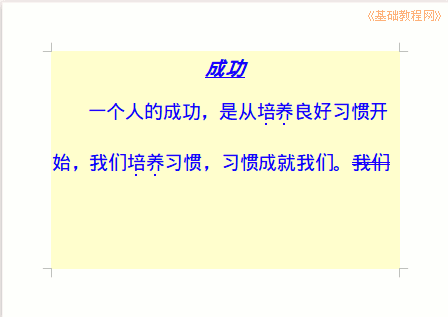 《基础教程网》
成功
一个人的成功，是从培养良好习惯开
始，我们培养习惯，习惯成就我们。我们